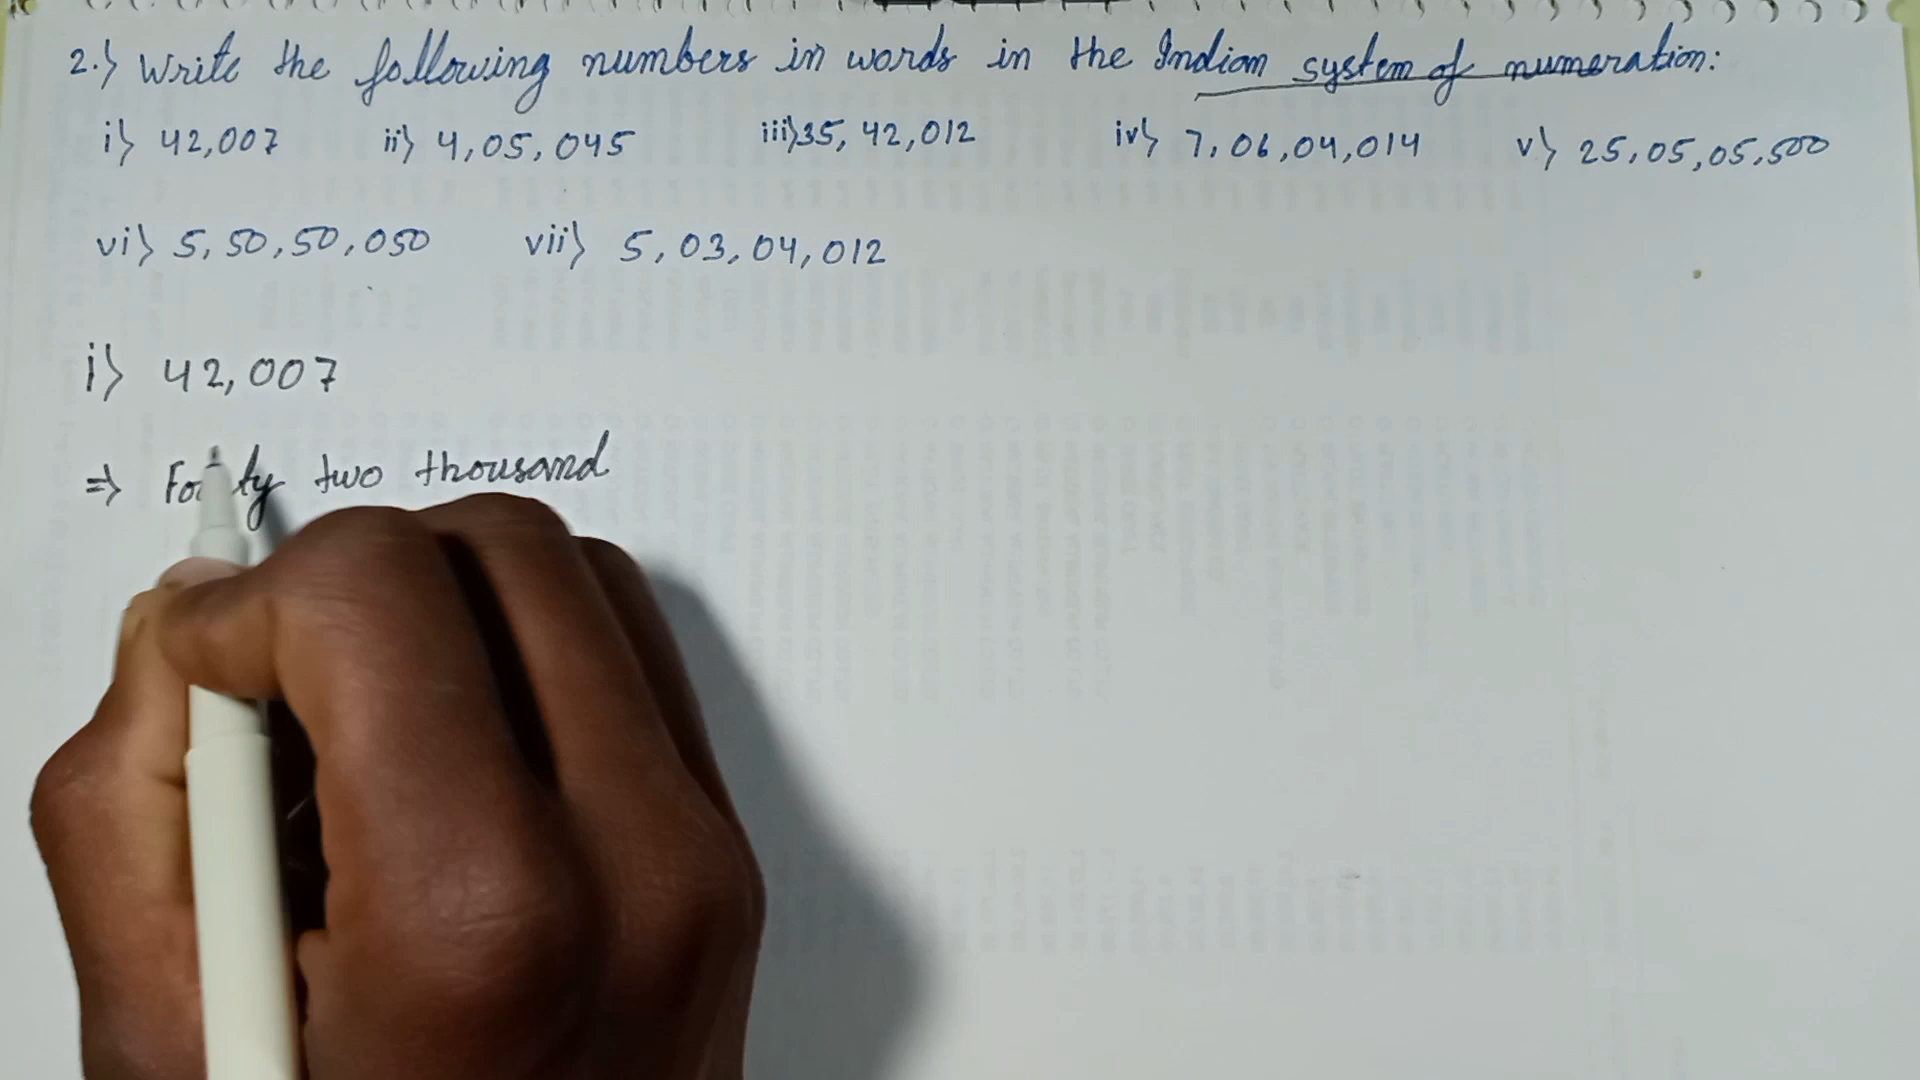 2.) Write the following numbers in words in the Indian system of numeration:
i) 42,007 ii) 4,05,045 iii) 35,42,012 iv) 7,06,04,014 v) 25,05,05,500
vi) 5,50,50,050 vii) 5,03,04,012
i) 42,007
⇒ two thousand